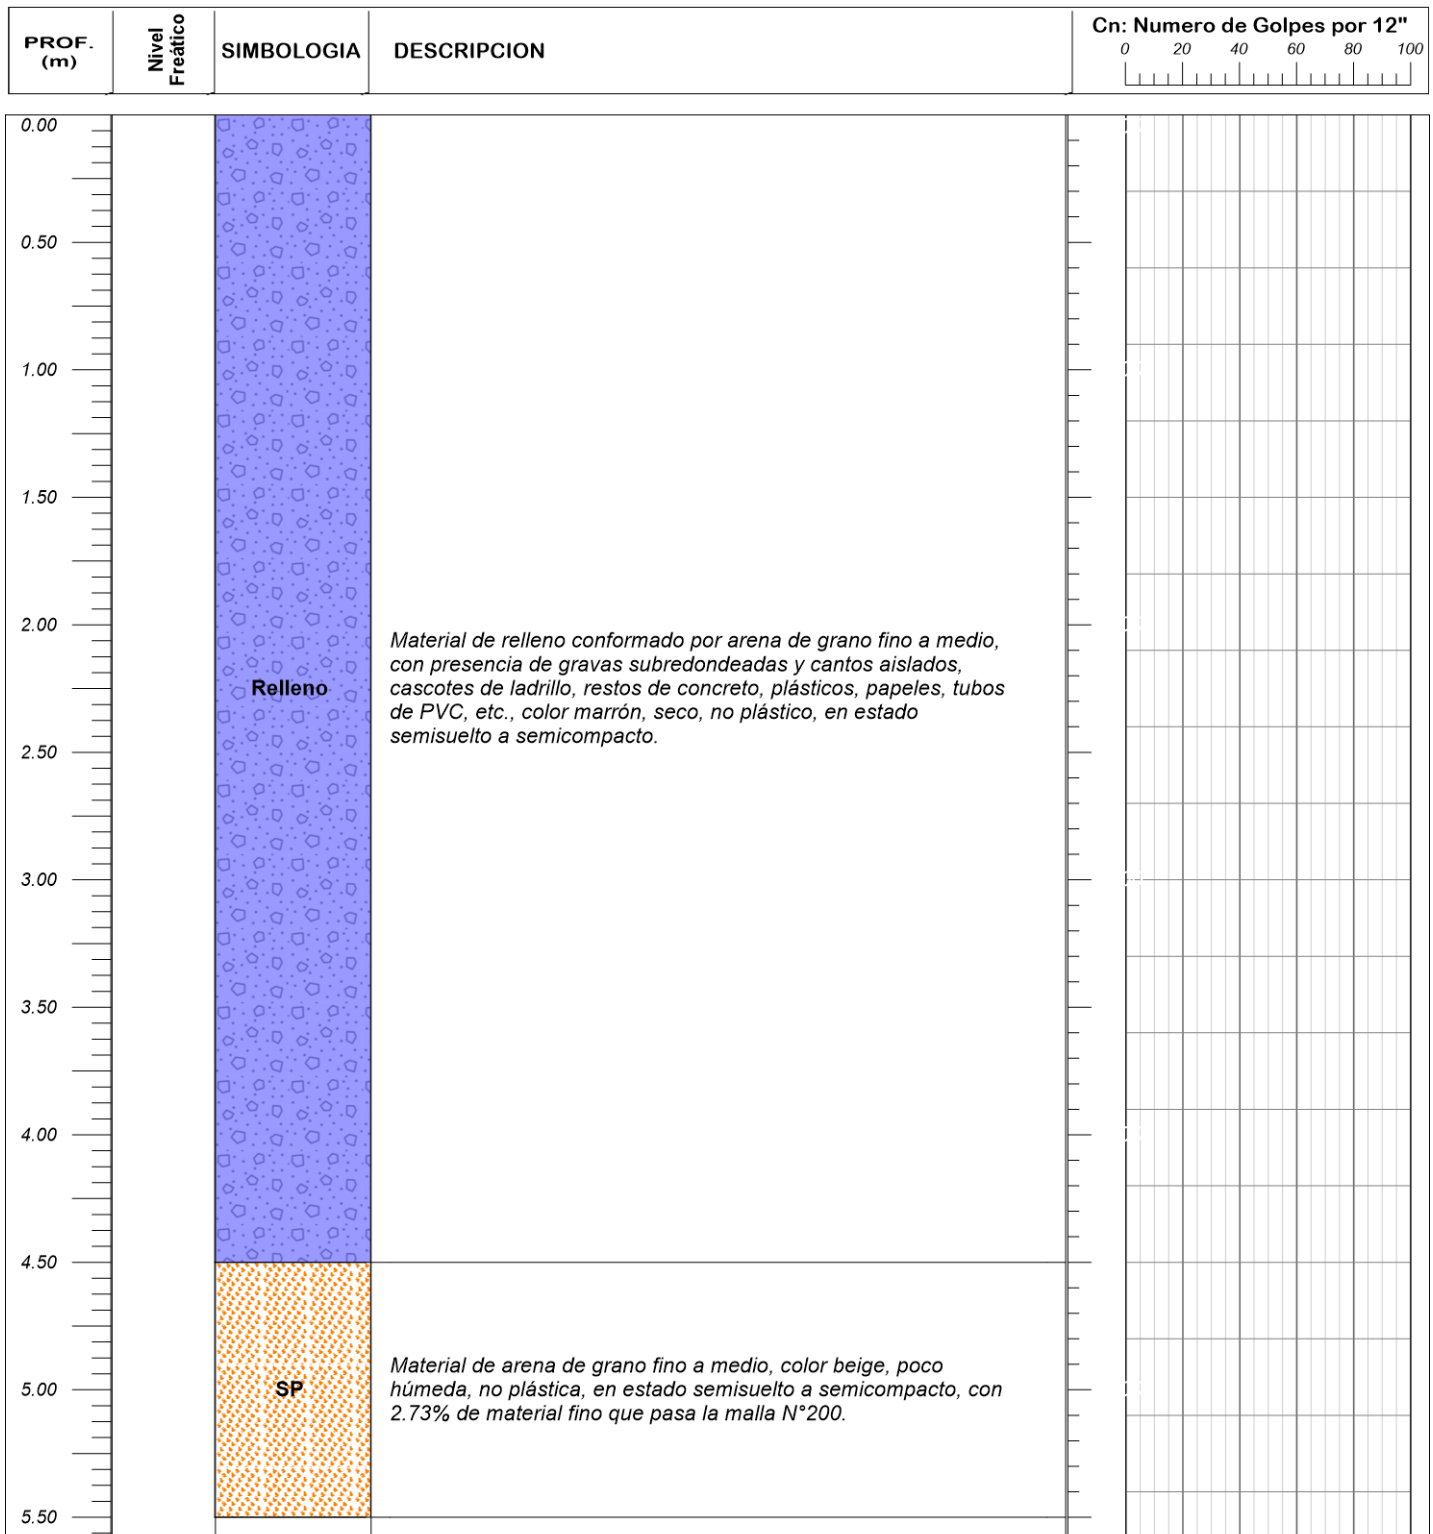 PROF.
(m)
Nivel
Freático
SIMBOLOGIA
DESCRIPCION
Cn: Numero de Golpes por 12"
0 20 40 60 80 100
0.00
0.50
1.00
1.50
2.00
Material de relleno conformado por arena de grano fino a medio,
con presencia de gravas subredondeadas y cantos aislados,
cascotes de ladrillo, restos de concreto, plásticos, papeles, tubos
de PVC, etc., color marrón, seco, no plástico, en estado
semisuelto a semicompacto.
Relleno
2.50
3.00
3.50
4.00
4.50
Material de arena de grano fino a medio, color beige, poco
húmeda, no plástica, en estado semisuelto a semicompacto, con
2.73% de material fino que pasa la malla N°200.
SP
5.00
5.50